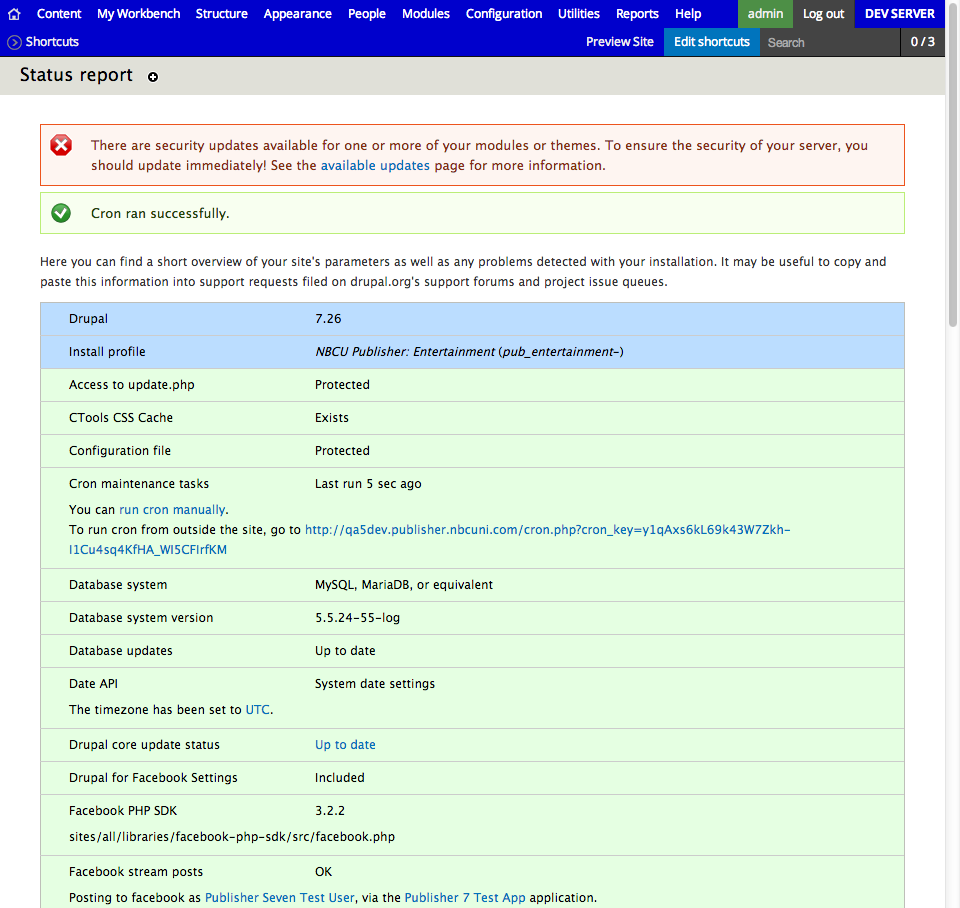 Content My Workbench Structure Appearance People Modules Configuration Utilities Reports Help admin Log out DEV SERVER
Shortcuts Preview Site Edit shortcuts Search 0 / 3
Status report
There are security updates available for one or more of your modules or themes. To ensure the security of your server, you
should update immediately! See the available updates page for more information.
Cron ran successfully.
Here you can find a short overview of your site's parameters as well as any problems detected with your installation. It may be useful to copy and
paste this information into support requests filed on drupal.org's support forums and project issue queues.
Drupal 7.26
Install profile NBCU Publisher: Entertainment (pub_entertainment-)
Access to update.php Protected
CTools CSS Cache Exists
Configuration file Protected
Cron maintenance tasks Last run 5 sec ago
You can run cron manually.
To run cron from outside the site, go to http://qa5dev.publisher.nbcuni.com/cron.php?cron_key=y1qAxs6kL69k43W7Zkh-
I1Cu4sq4KfHA_WI5CFIrfKM
Database system MySQL, MariaDB, or equivalent
Database system version 5.5.24-55-log
Database updates Up to date
Date API System date settings
The timezone has been set to UTC.
Drupal core update status Up to date
Drupal for Facebook Settings Included
Facebook PHP SDK 3.2.2
sites/all/libraries/facebook-php-sdk/src/facebook.php
Facebook stream posts OK
Posting to facebook as Publisher Seven Test User, via the Publisher 7 Test App application.